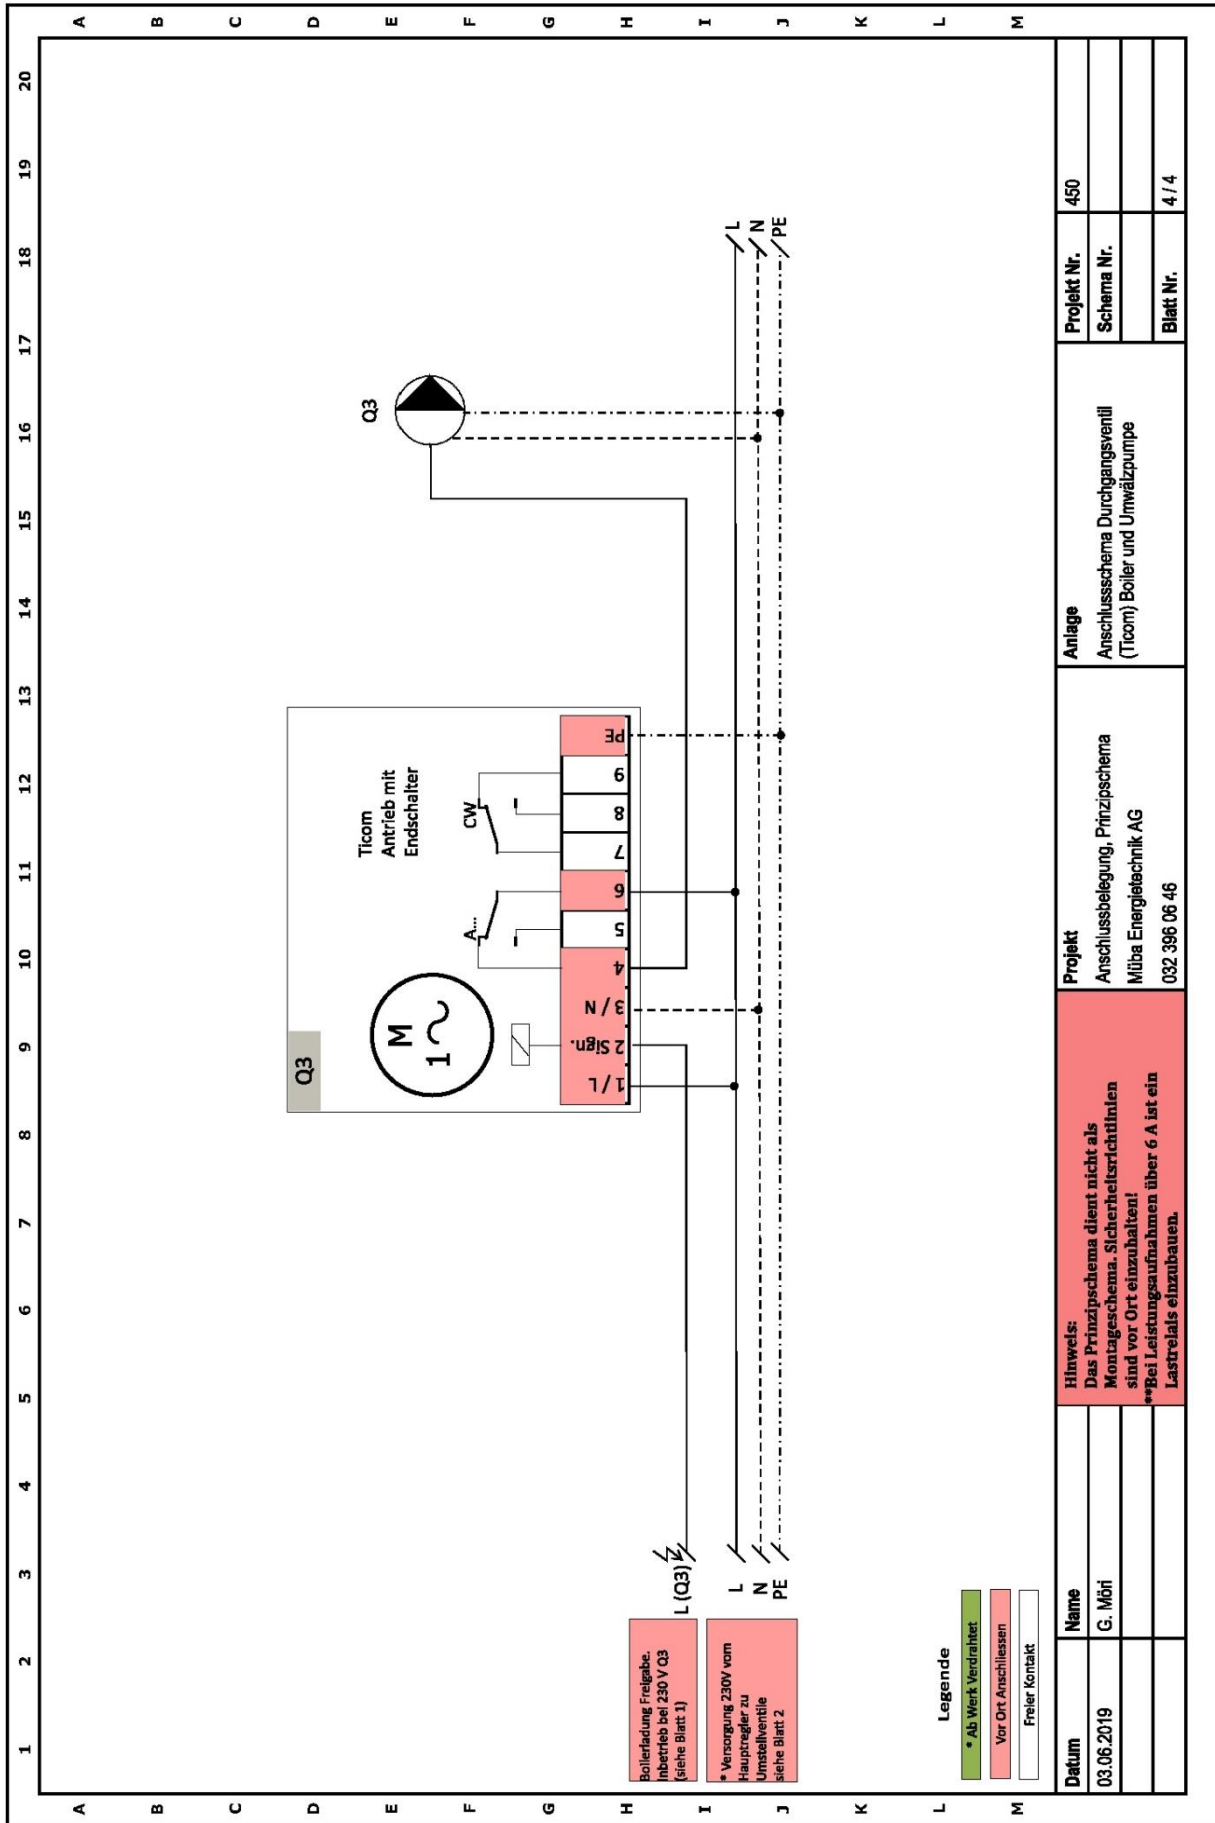 1 2 3 4 5 6 7 8 9 10 11 12 13 14 15 16 17 18 19 20
A
B
C
D
E
F
G
H
I
J
K
L
M
A
B
C
D
E
F
G
H
I
J
K
L
M
Q3
M
1
Ticom
Antrieb mit
Endschalter
A...
CW
1 / L
2 Sign.
3 / N
4
5
6
7
8
9
PE
Q3
Boilerladung Freigabe.
Inbetrieb bei 230 V Q3
(siehe Blatt 1)
L (Q3)
* Versorgung 230V vom
Hauptregler zu
Umstellventile
siehe Blatt 2
L
N
PE
L
N
PE
Legende
* Ab Werk Verdrahtet
Vor Ort Anschliessen
Freier Kontakt
Datum
03.06.2019
Name
G. Möri
Hinweis:
Das Prinzipschema dient nicht als
Montageschema. Sicherheitsrichtlinien
sind vor Ort einzuhalten!
**Bei Leistungsaufnahmen über 6 A ist ein
Lastrelais einzubauen.
Projekt
Anschlussbelegung, Prinzipschema
Müba Energietechnik AG
032 396 06 46
Anlage
Anschlussschema Durchgangsventil
(Ticom) Boiler und Umwälzpumpe
Projekt Nr. 450
Schema Nr.
Blatt Nr. 4 / 4